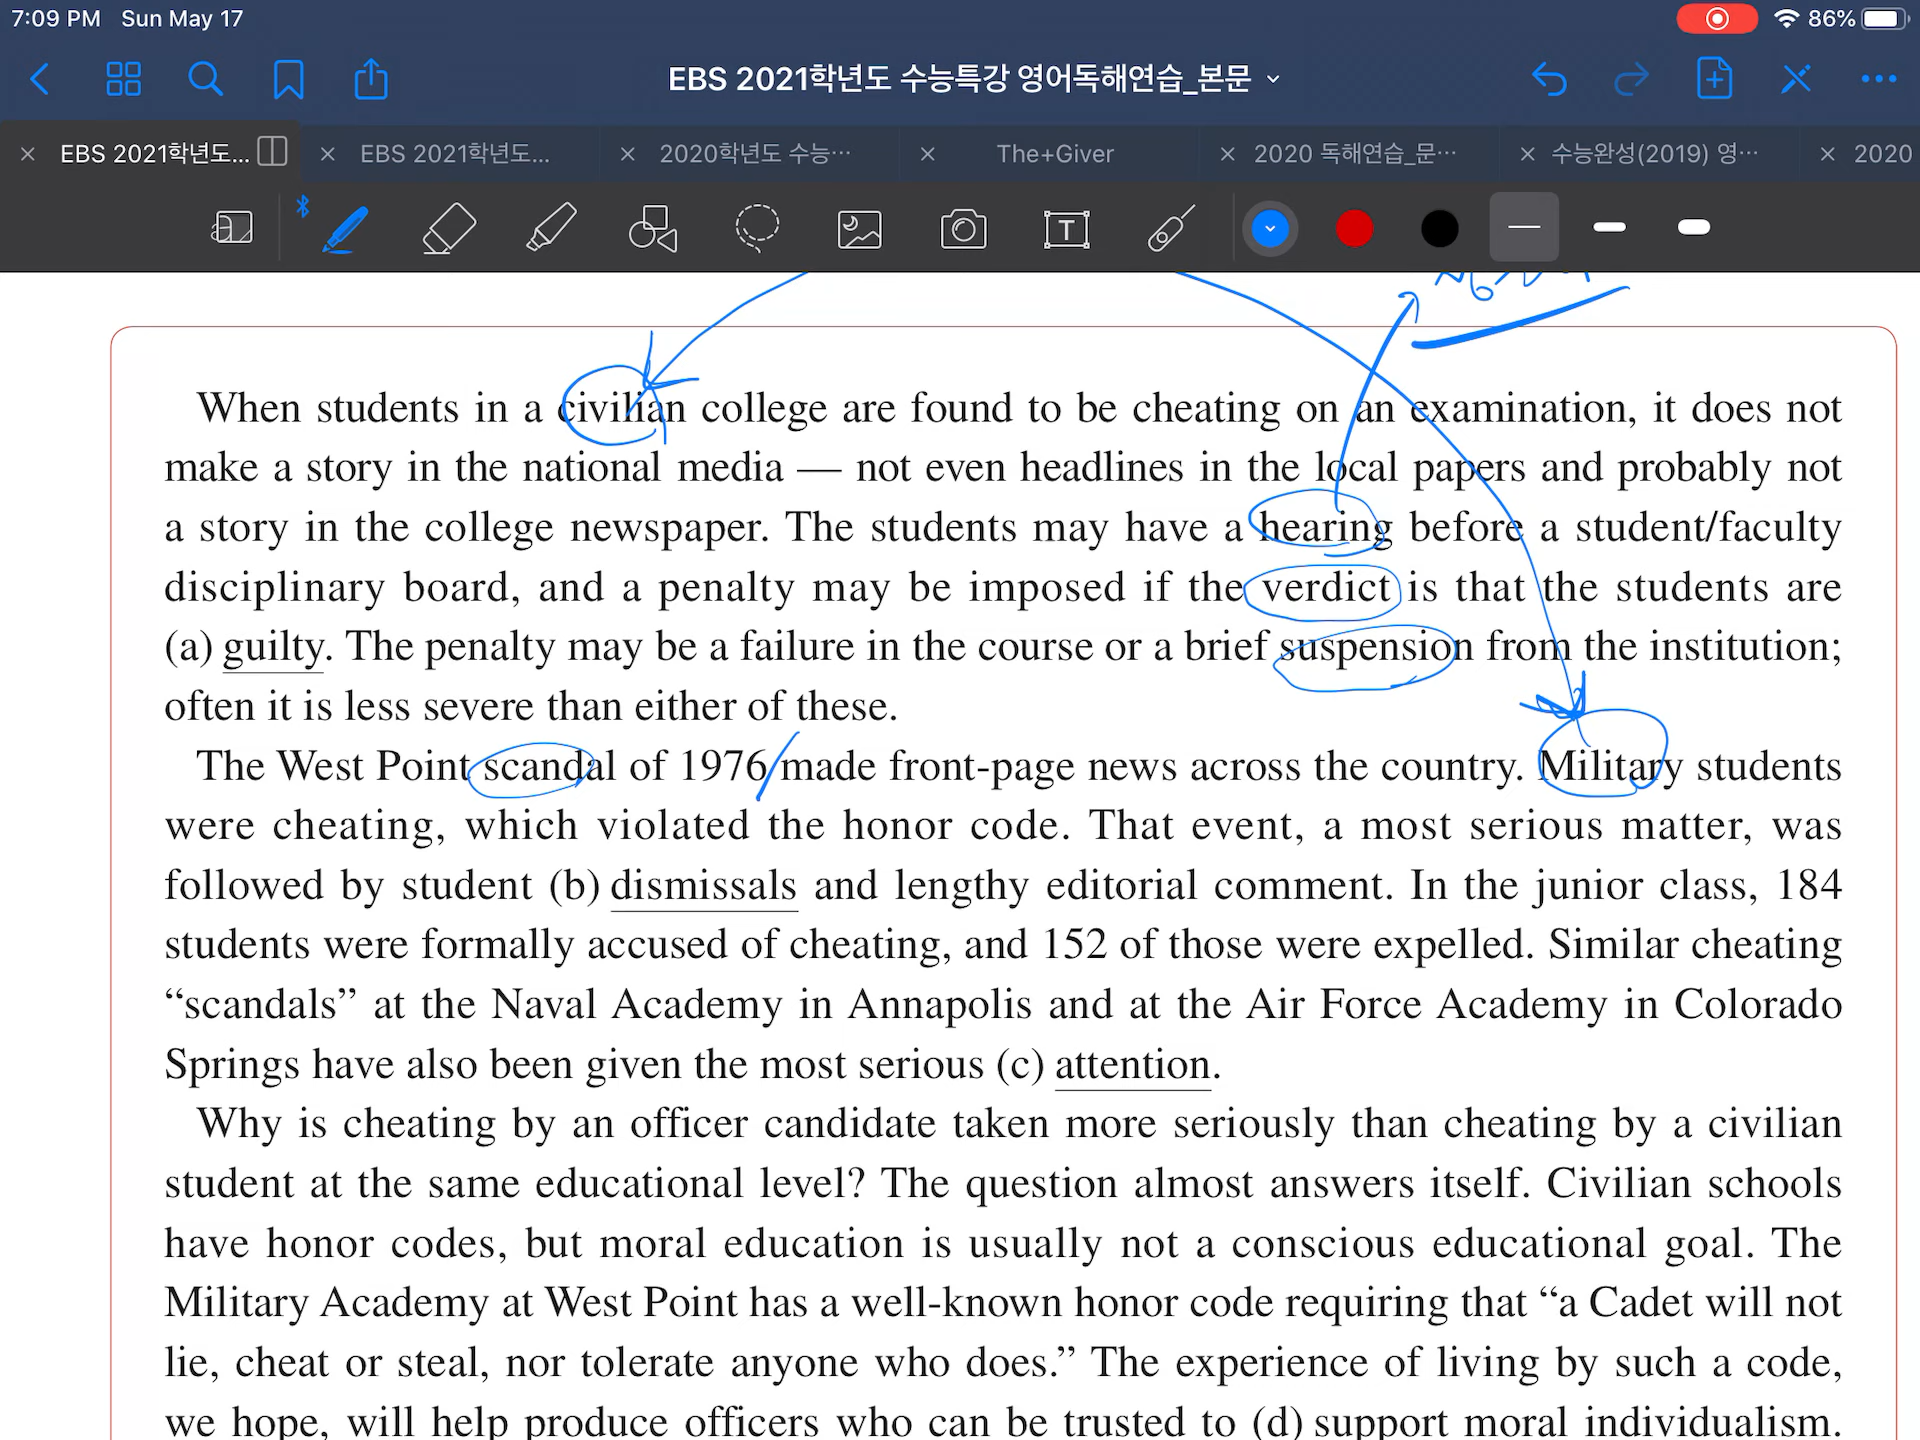 7:09 PM Sun May 17
86%
EBS 2021학년도 수능특강 영어독해연습_본문
EBS 2021학년도...
EBS 2021학년도...
2020학년도 수능...
The+Giver
2020 독해연습_문...
수능완성(2019) 영...
2020
When students in a civilian college are found to be cheating on an examination, it does not
make a story in the national media — not even headlines in the local papers and probably not
a story in the college newspaper. The students may have a hearing before a student/faculty
disciplinary board, and a penalty may be imposed if the verdict is that the students are
(a) guilty. The penalty may be a failure in the course or a brief suspension from the institution;
often it is less severe than either of these.
The West Point scandal of 1976 made front-page news across the country. Military students
were cheating, which violated the honor code. That event, a most serious matter, was
followed by student (b) dismissals and lengthy editorial comment. In the junior class, 184
students were formally accused of cheating, and 152 of those were expelled. Similar cheating
“scandals” at the Naval Academy in Annapolis and at the Air Force Academy in Colorado
Springs have also been given the most serious (c) attention.
Why is cheating by an officer candidate taken more seriously than cheating by a civilian
student at the same educational level? The question almost answers itself. Civilian schools
have honor codes, but moral education is usually not a conscious educational goal. The
Military Academy at West Point has a well-known honor code requiring that “a Cadet will not
lie, cheat or steal, nor tolerate anyone who does.” The experience of living by such a code,
we hope, will help produce officers who can be trusted to (d) support moral individualism.